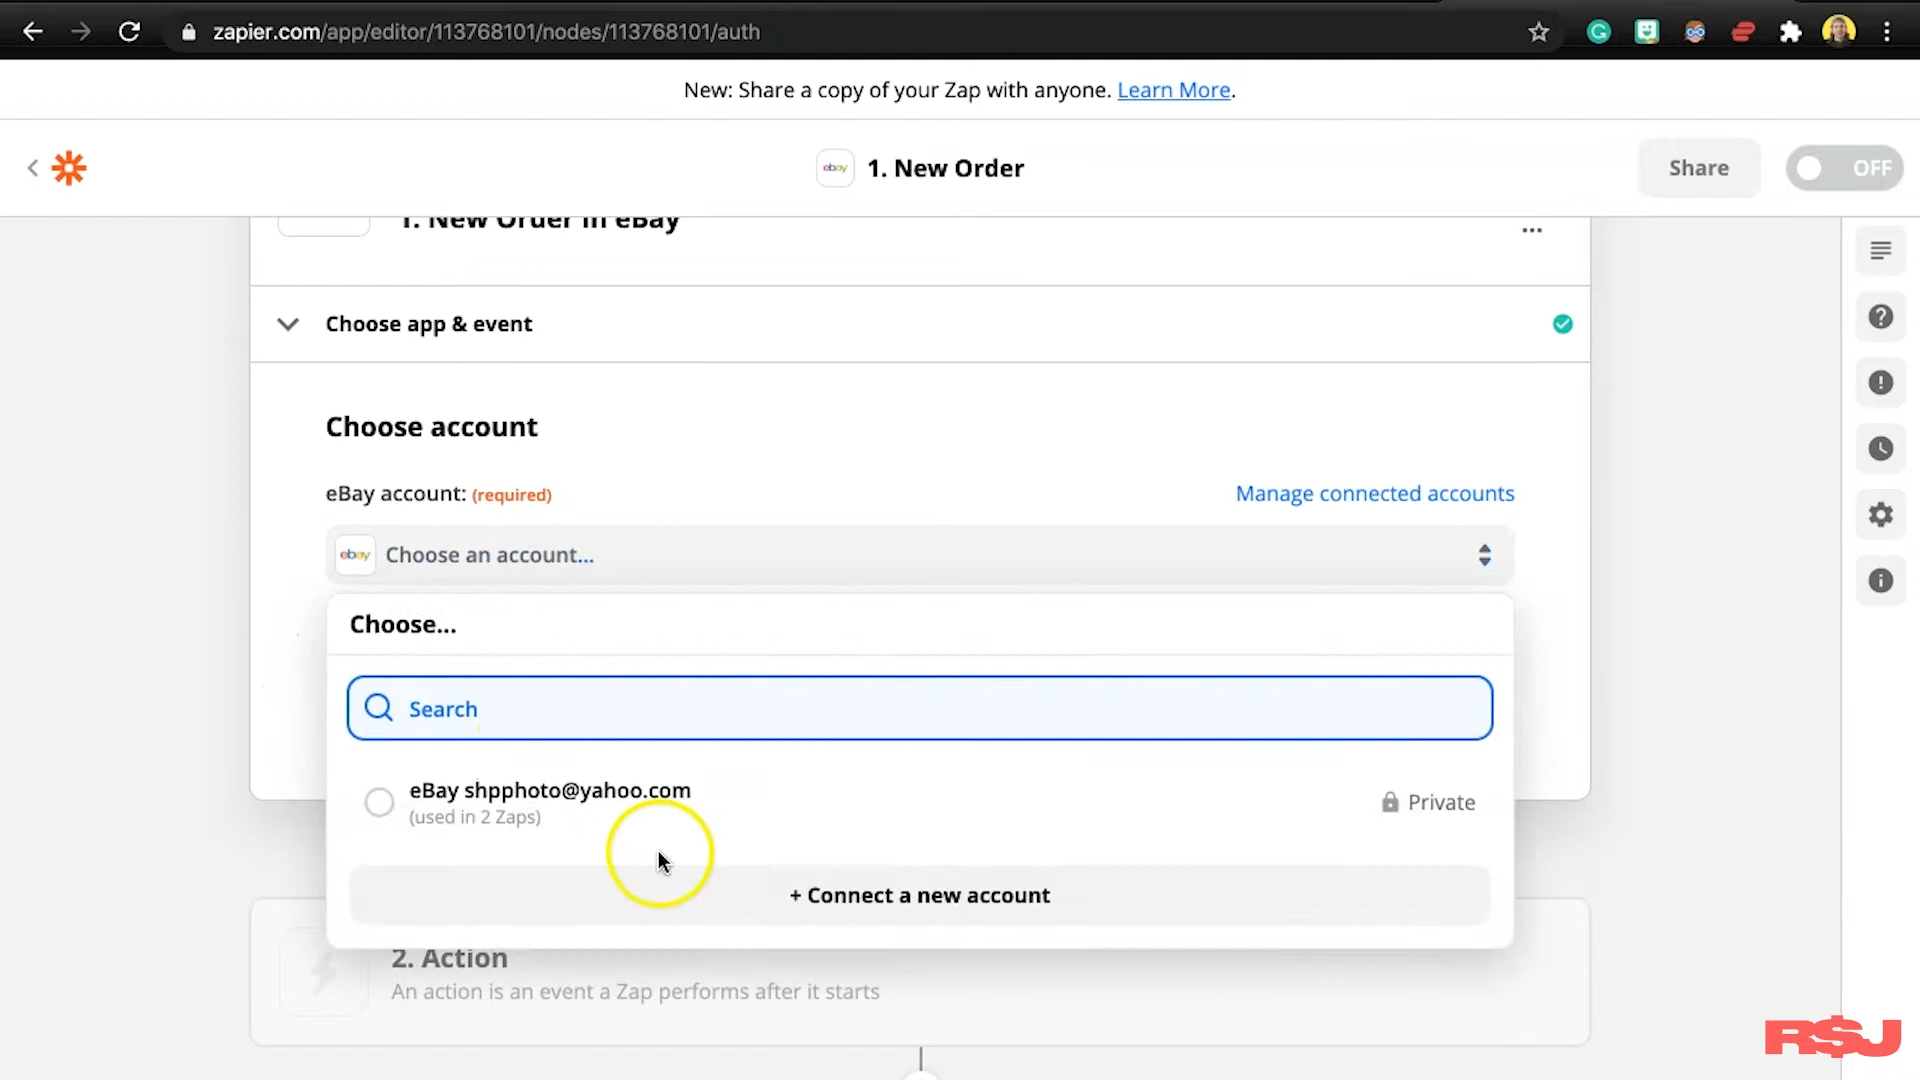 zapier.com/app/editor/113768101/nodes/113768101/auth
New: Share a copy of your Zap with anyone. Learn More.
ebay 1. New Order
Share
OFF
1. New Order in eBay
Choose app & event
Choose account
eBay account: (required)
Manage connected accounts
ebay Choose an account...
Choose...
Search
eBay shpphoto@yahoo.com
(used in 2 Zaps)
Private
+ Connect a new account
2. Action
An action is an event a Zap performs after it starts
R$J